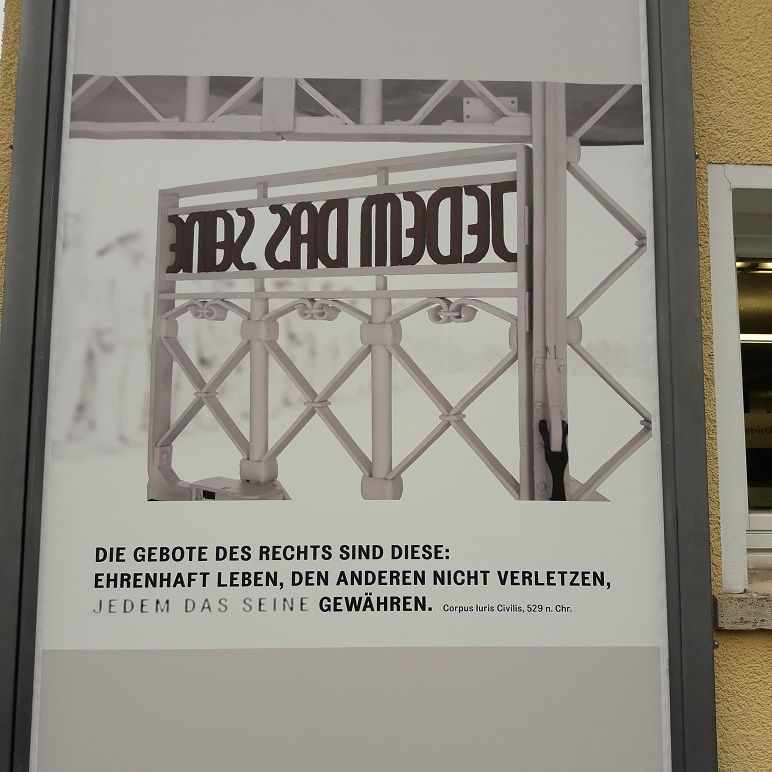 JEDEM DAS SEINE
DIE GEBOTE DES RECHTS SIND DIESE:
EHRENHAFT LEBEN, DEN ANDEREN NICHT VERLETZEN,
JEDEM DAS SEINE GEWÄHREN. Corpus Iuris Civilis, 529 n. Chr.